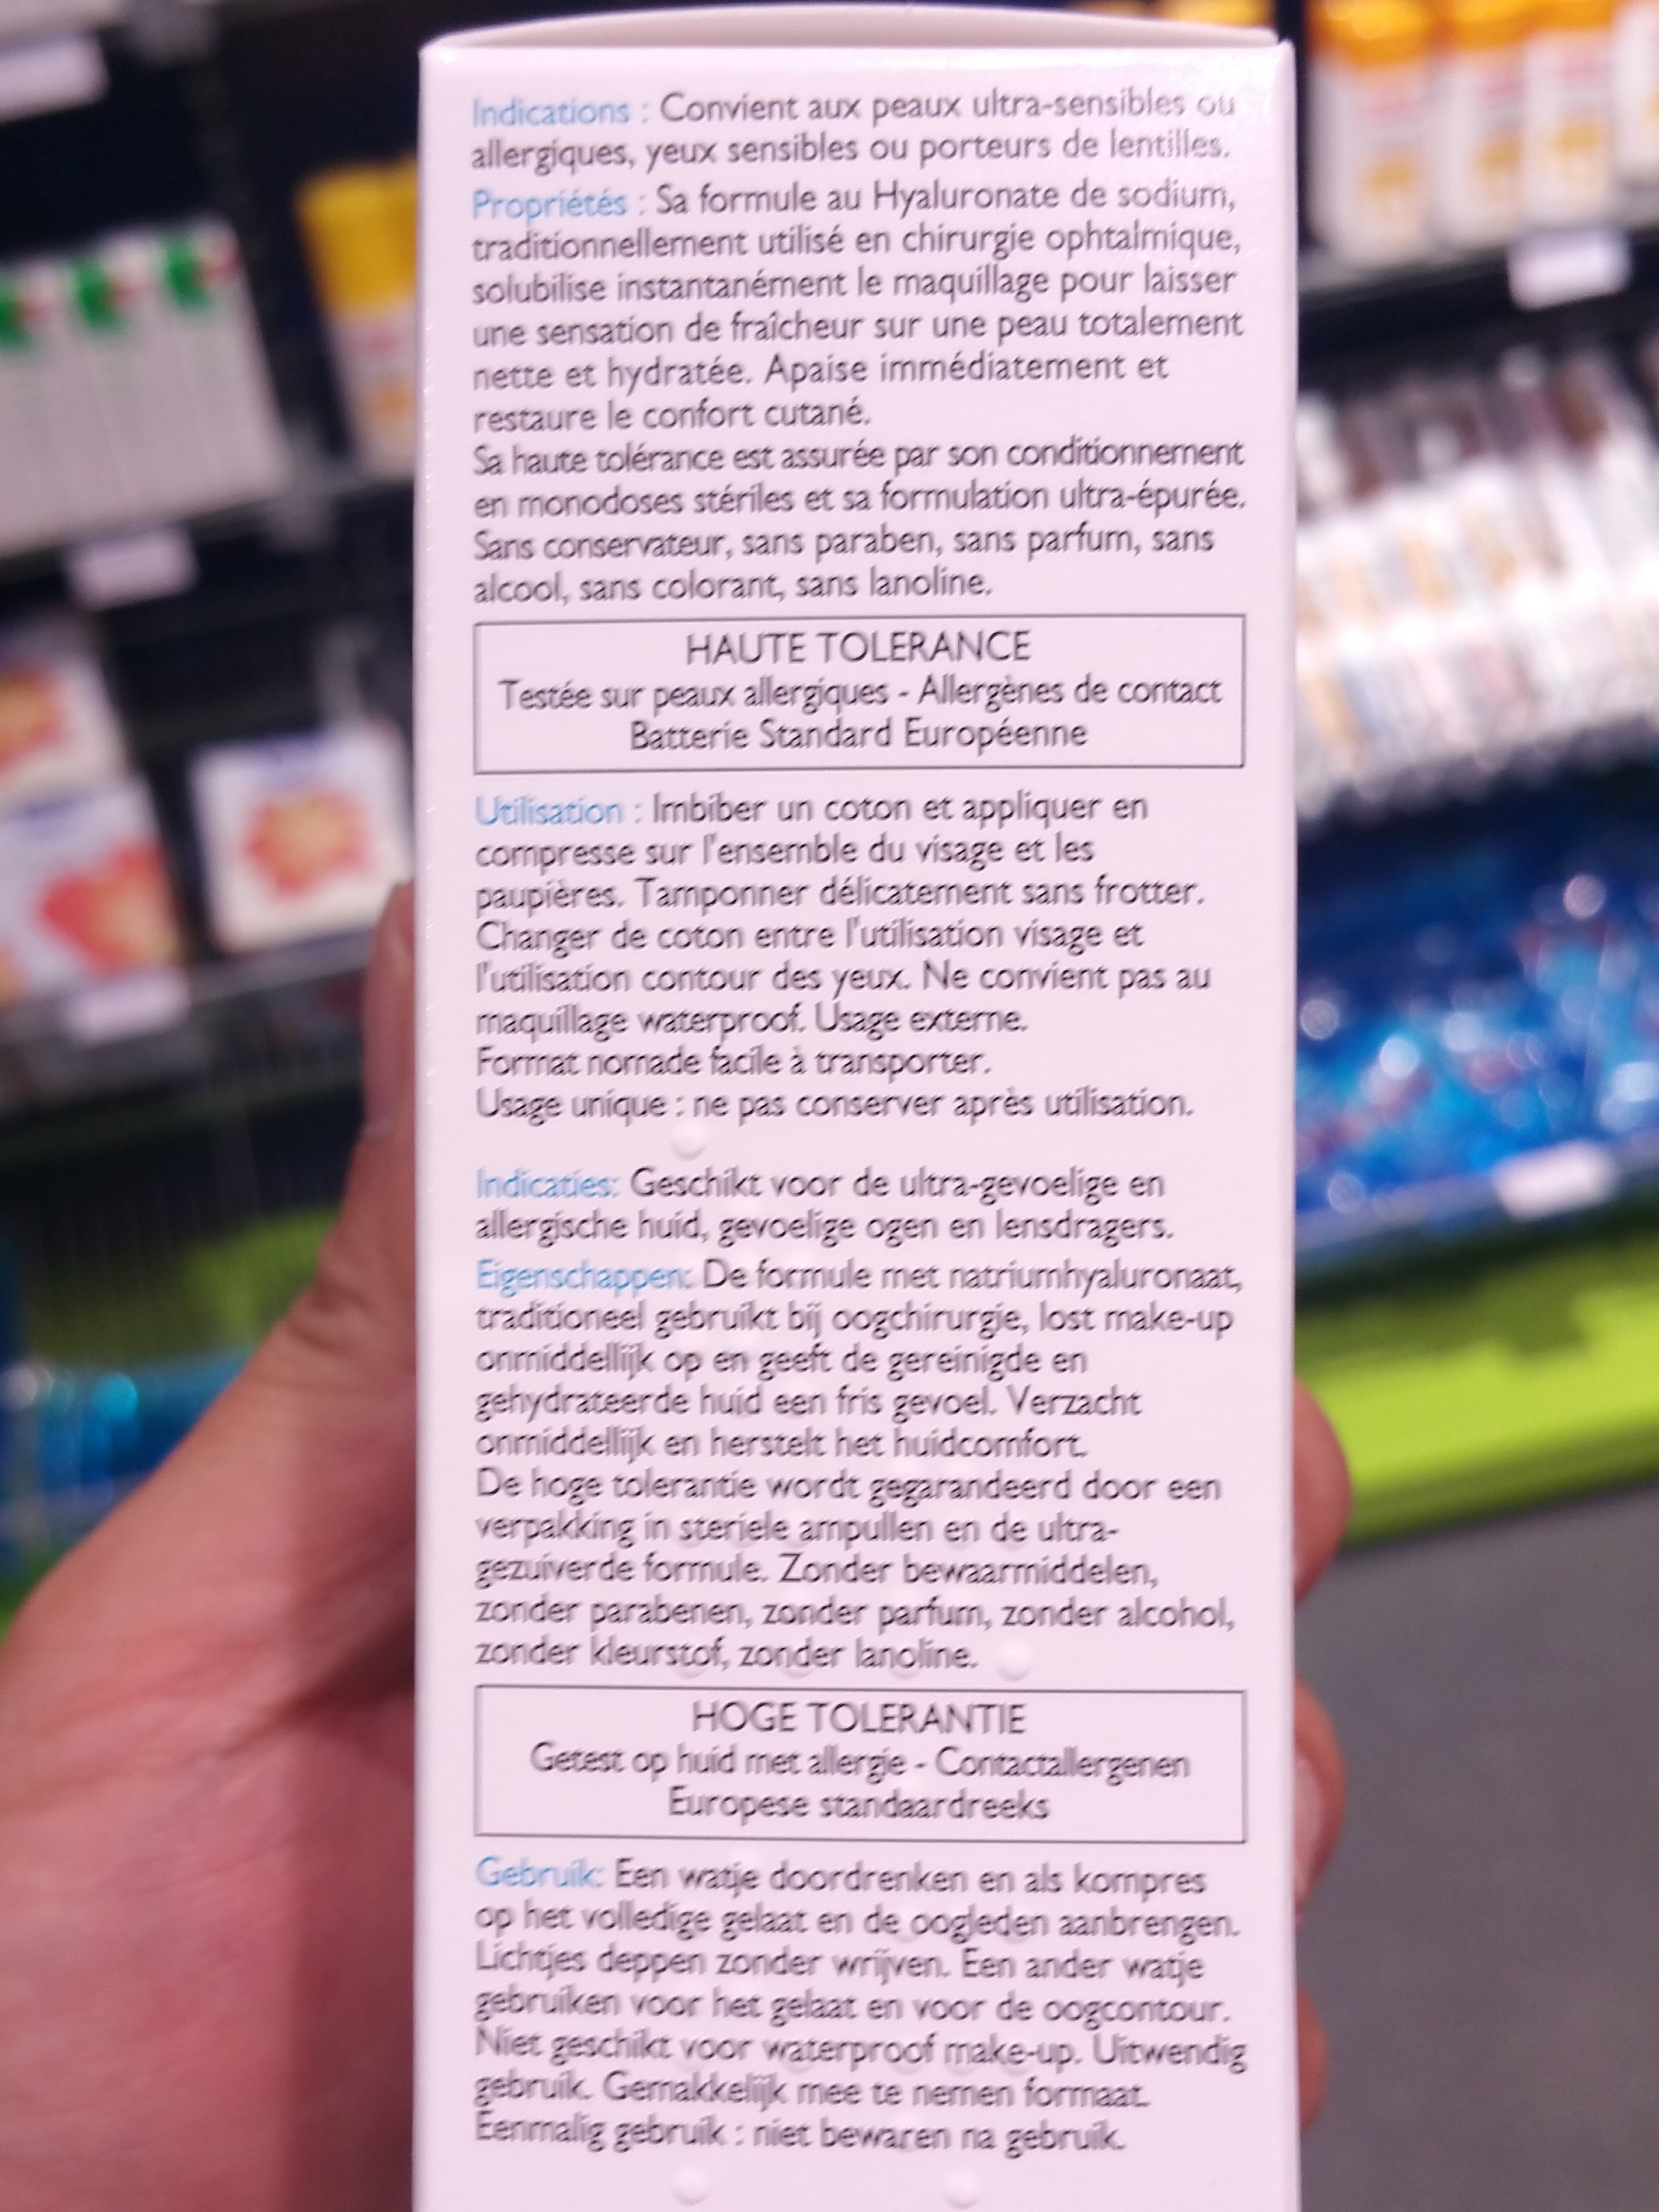 Indications : Convient aux peaux ultra-sensibles ou
allergiques, yeux sensibles ou porteurs de lentilles.
Propriétés : Sa formule au Hyaluronate de sodium,
traditionnellement utilisé en chirurgie ophtalmique,
solubilise instantanément le maquillage pour laisser
une sensation de fraîcheur sur une peau totalement
nette et hydratée. Apaise immédiatement et
restaure le confort cutané.
Sa haute tolérance est assurée par son conditionnement
en monodoses stériles et sa formulation ultra-épurée.
Sans conservateur, sans paraben, sans parfum, sans
alcool, sans colorant, sans lanoline.
HAUTE TOLERANCE
Testée sur peaux allergiques - Allergènes de contact
Batterie Standard Européenne
Utilisation : Imbiber un coton et appliquer en
compresse sur l'ensemble du visage et les
paupières. Tamponner délicatement sans frotter.
Changer de coton entre l'utilisation visage et
l'utilisation contour des yeux. Ne convient pas au
maquillage waterproof. Usage externe.
Format nomade facile à transporter.
Usage unique : ne pas conserver après utilisation.
Indicaties: Geschikt voor de ultra-gevoelige en
allergische huid, gevoelige ogen en lensdragers.
Eigenschappen: De formule met natriumhyaluronaat,
traditioneel gebruikt bij oogchirurgie, lost make-up
onmiddellijk op en geeft de gereinigde en
gehydrateerde huid een fris gevoel. Verzacht
onmiddellijk en herstelt het huidcomfort.
De hoge tolerantie wordt gegarandeerd door een
verpakking in steriele ampullen en de ultra-
gezuiverde formule. Zonder bewaarmiddelen,
zonder parabenen, zonder parfum, zonder alcohol,
zonder kleurstof, zonder lanoline.
HOGE TOLERANTIE
Getest op huid met allergie - Contactallergenen
Europese standaardreeks
Gebruik: Een watje doordrenken en als kompres
op het volledige gelaat en de oogleden aanbrengen.
Lichtjes deppen zonder wrijven. Een ander watje
gebruiken voor het gelaat en voor de oogcontour.
Niet geschikt voor waterproof make-up. Uitwendig
gebruik. Gemakkelijk mee te nemen formaat.
Eenmalig gebruik : niet bewaren na gebruik.